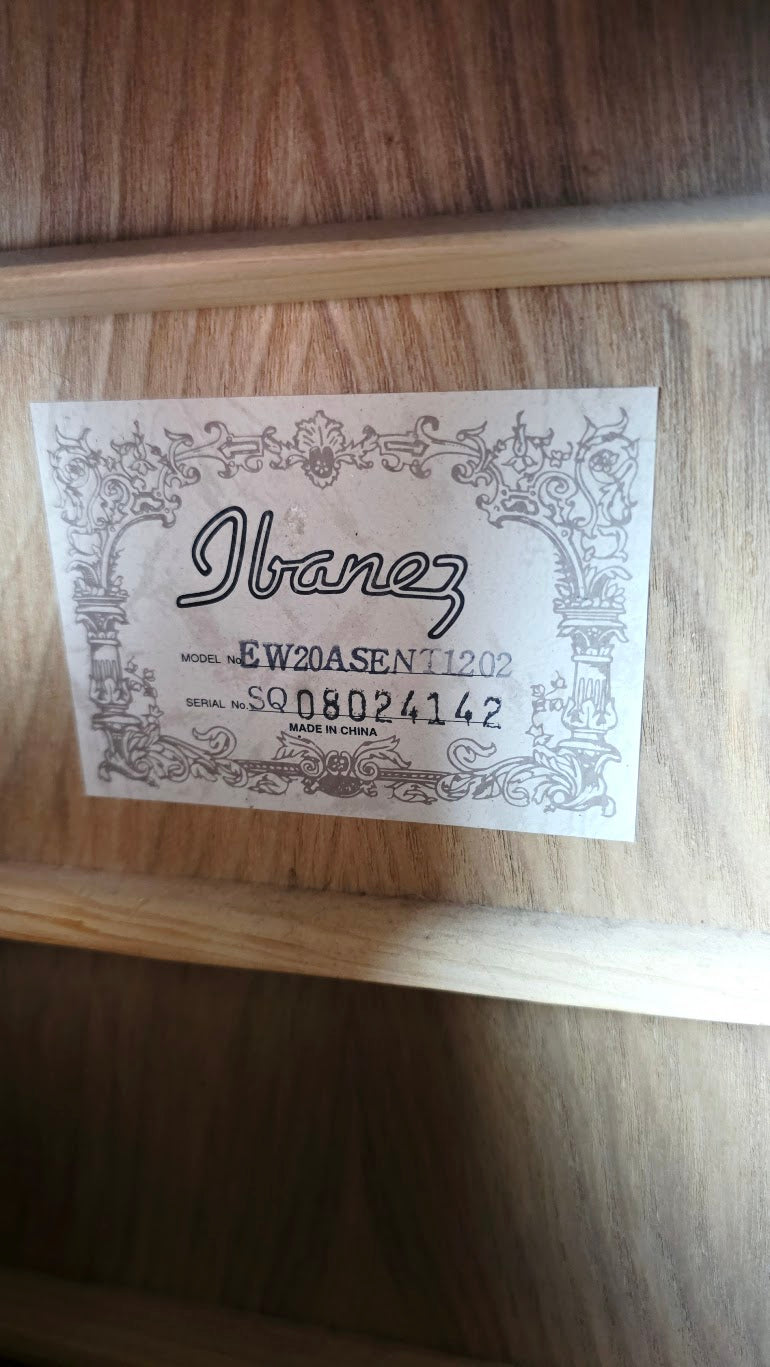 Ibanez
MODEL No. EW20ASENT1202
SERIAL No. SQ08024142
MADE IN CHINA